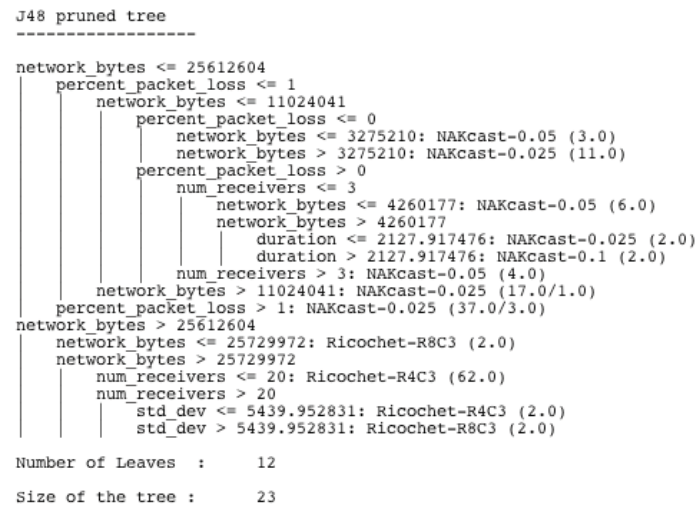 J48 pruned tree
------------------
network_bytes <= 25612604
|   percent_packet_loss <= 1
|   |   network_bytes <= 11024041
|   |   |   percent_packet_loss <= 0
|   |   |   |   network_bytes <= 3275210: NAKcast-0.05 (3.0)
|   |   |   |   network_bytes > 3275210: NAKcast-0.025 (11.0)
|   |   |   percent_packet_loss > 0
|   |   |   |   num_receivers <= 3
|   |   |   |   |   network_bytes <= 4260177: NAKcast-0.05 (6.0)
|   |   |   |   |   network_bytes > 4260177
|   |   |   |   |   |   duration <= 2127.917476: NAKcast-0.025 (2.0)
|   |   |   |   |   |   duration > 2127.917476: NAKcast-0.1 (2.0)
|   |   |   |   num_receivers > 3: NAKcast-0.05 (4.0)
|   |   network_bytes > 11024041: NAKcast-0.025 (17.0/1.0)
|   percent_packet_loss > 1: NAKcast-0.025 (37.0/3.0)
network_bytes > 25612604
|   network_bytes <= 25729972: Ricochet-R8C3 (2.0)
|   network_bytes > 25729972
|   |   num_receivers <= 20: Ricochet-R4C3 (62.0)
|   |   num_receivers > 20
|   |   |   std_dev <= 5439.952831: Ricochet-R4C3 (2.0)
|   |   |   std_dev > 5439.952831: Ricochet-R8C3 (2.0)
Number of Leaves  :     12
Size of the tree :      23